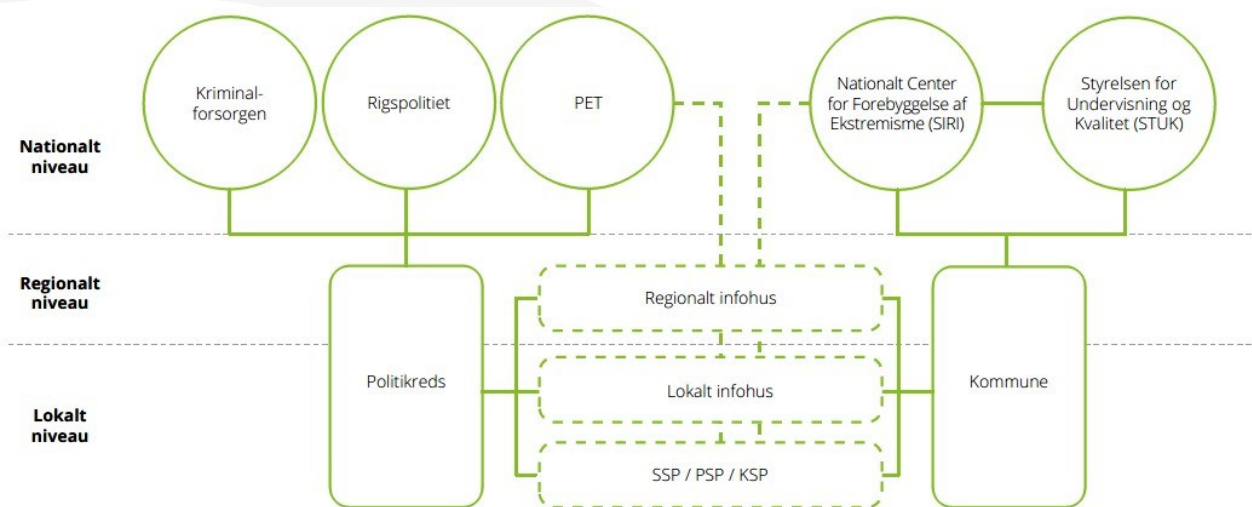 Nationalt
niveau
Kriminal-
forsorgen
Rigspolitiet
PET
Nationalt Center
for Forebyggelse af
Ekstremisme (SIRI)
Styrelsen for
Undervisning og
Kvalitet (STUK)
Regionalt
niveau
Regionalt infohus
Politikreds
Lokalt infohus
Kommune
Lokalt
niveau
SSP / PSP / KSP